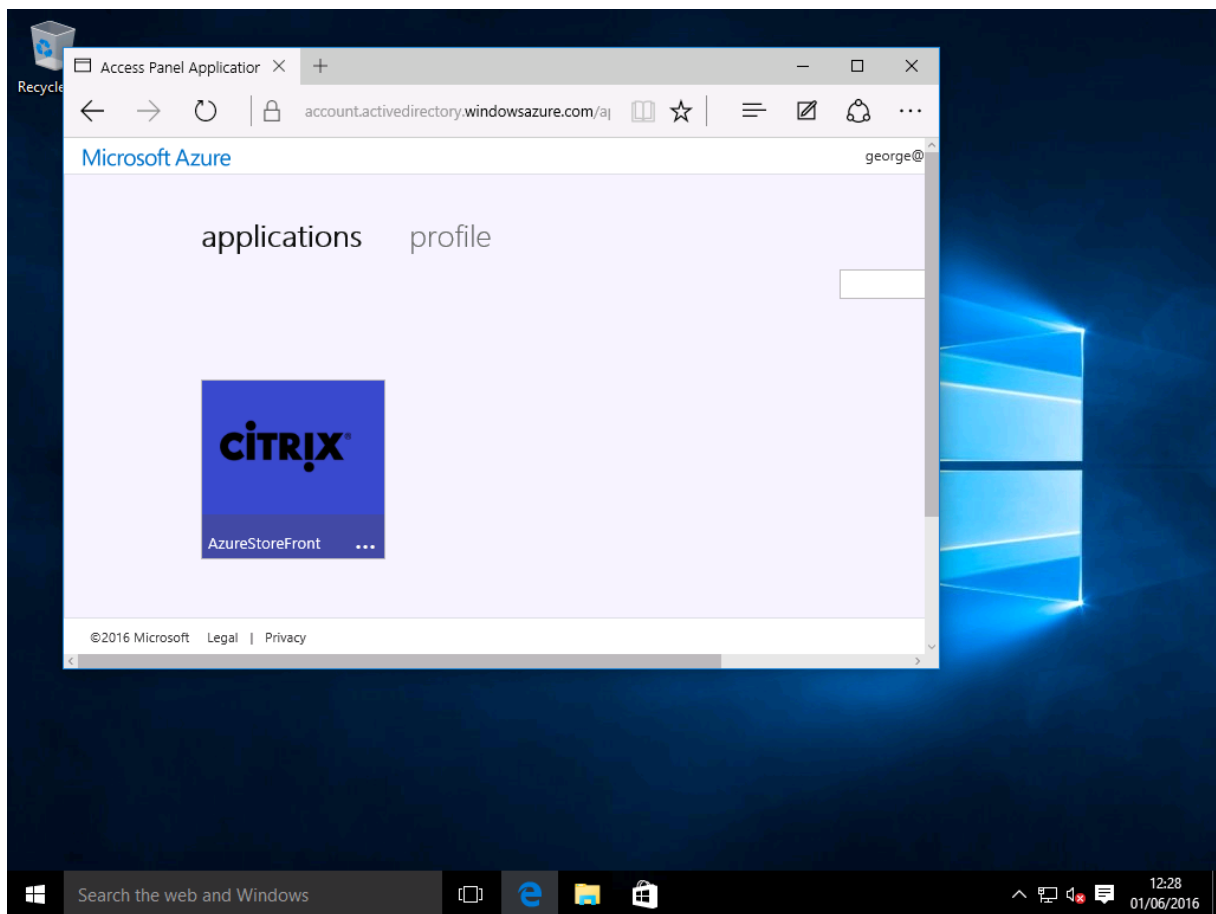 Recycle
Access Panel Applicatior
account.activedirectory.windowsazure.com/a
Microsoft Azure
george@
applications profile
CITRIX®
AzureStoreFront ...
©2016 Microsoft Legal | Privacy
Search the web and Windows
12:28
01/06/2016